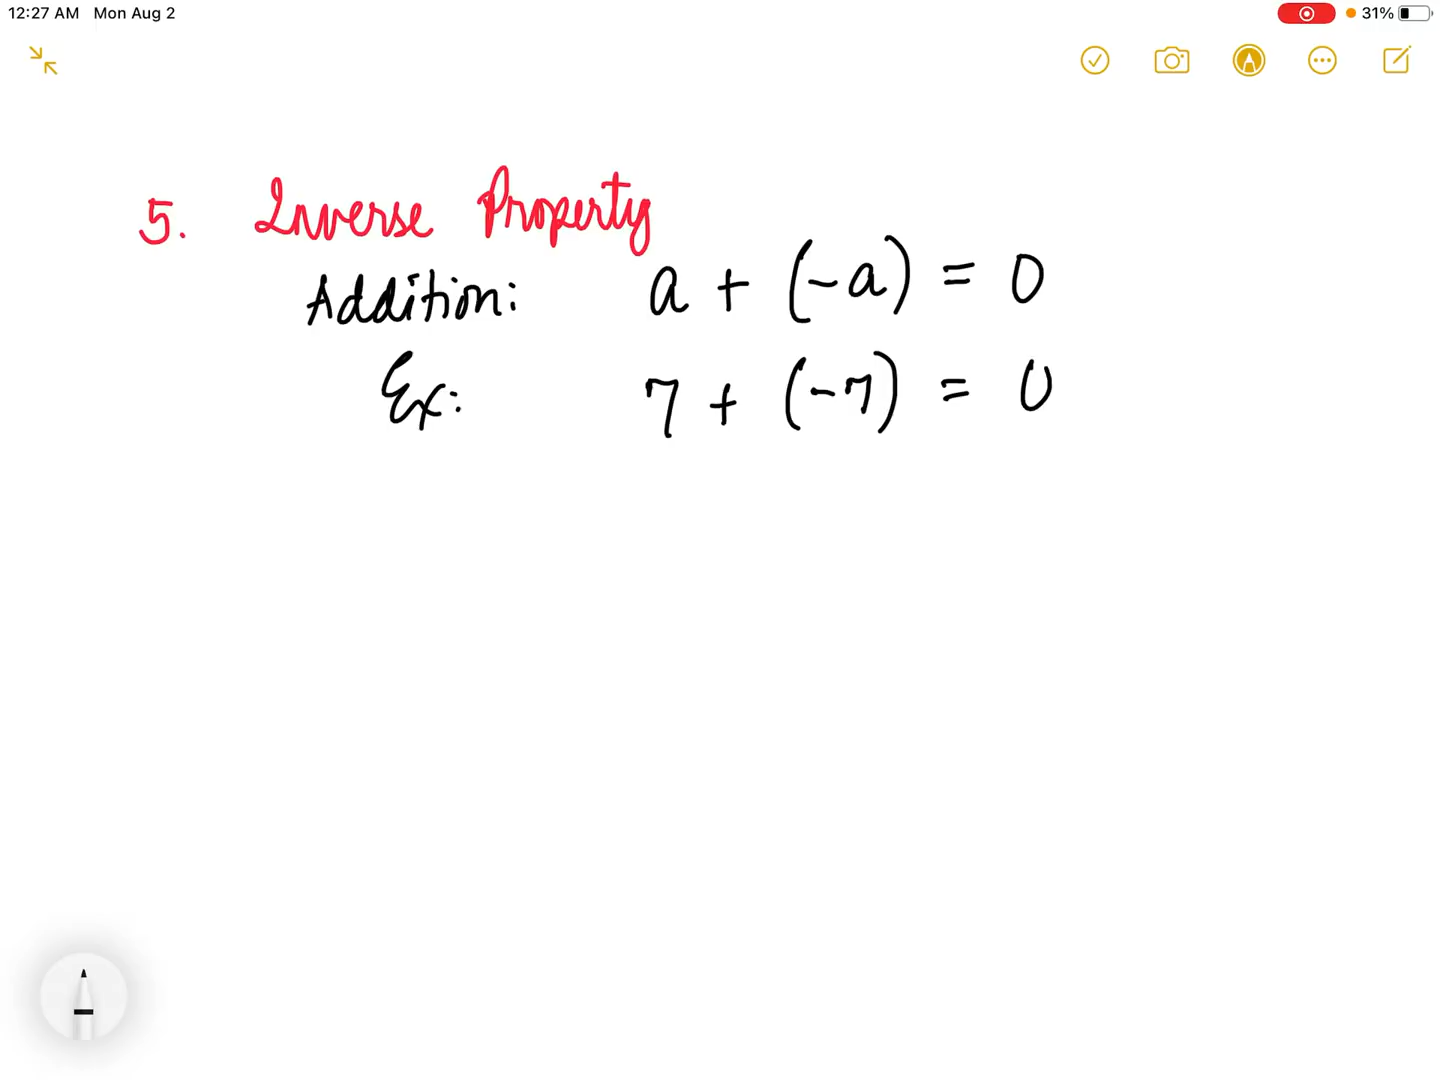 12:27 AM Mon Aug 2 31%
5. Inverse Property
Addition: a + (-a) = 0
Ex: 7 + (-7) = 0